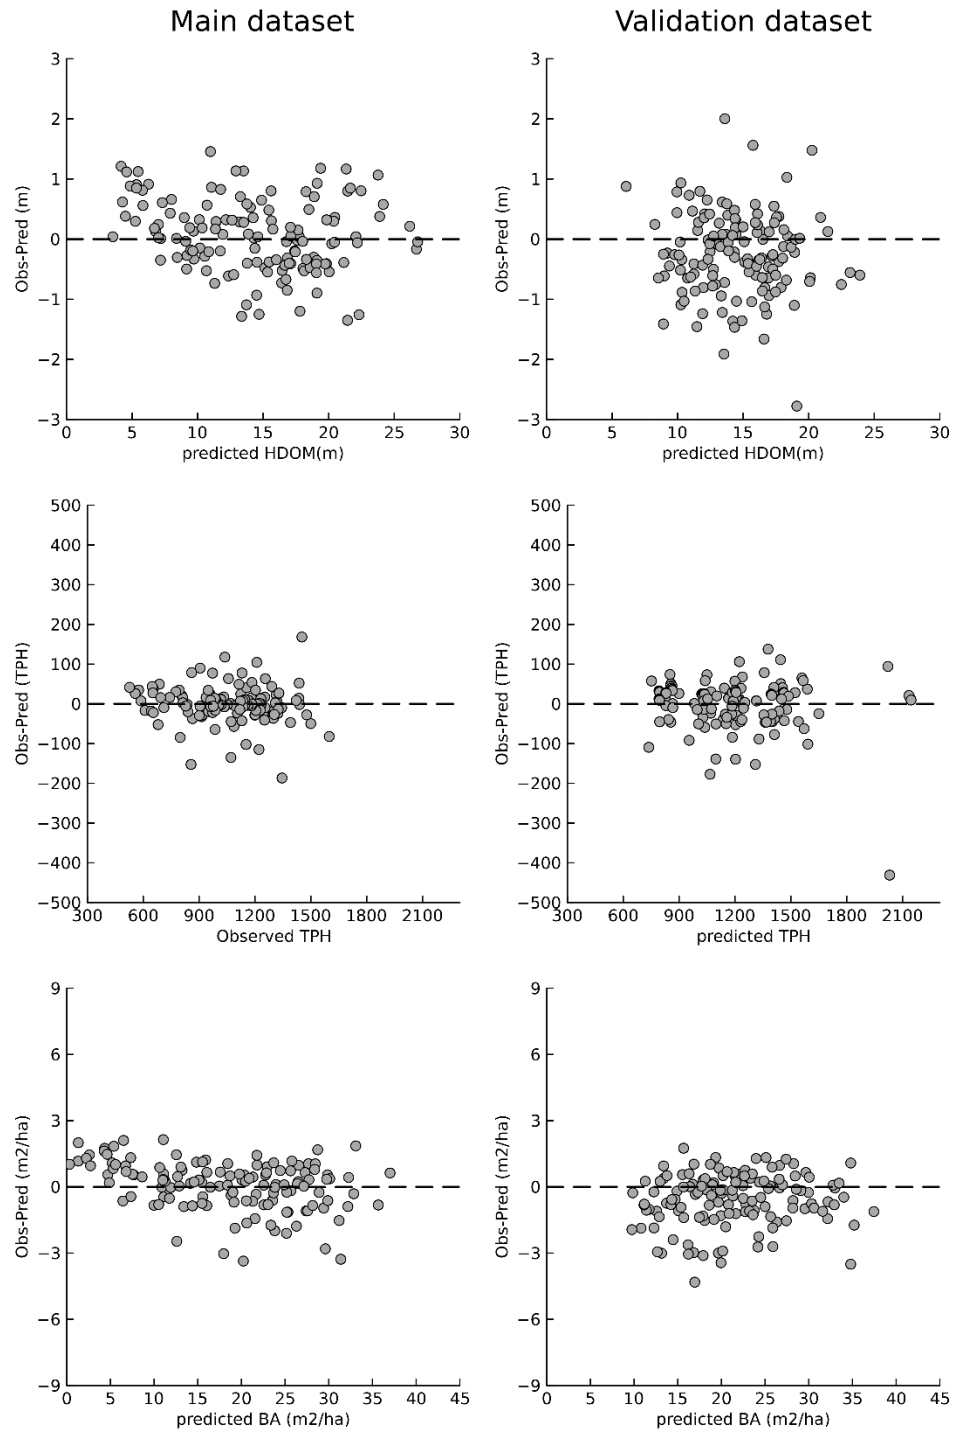 Main dataset
Validation dataset
3
2
1
0
−1
−2
−3
Obs-Pred (m)
0 5 10 15 20 25 30
predicted HDOM(m)
3
2
1
0
−1
−2
−3
Obs-Pred (m)
0 5 10 15 20 25 30
predicted HDOM(m)
500
400
300
200
100
0
−100
−200
−300
−400
−500
Obs-Pred (TPH)
300 600 900 1200 1500 1800 2100
Observed TPH
500
400
300
200
100
0
−100
−200
−300
−400
−500
Obs-Pred (TPH)
300 600 900 1200 1500 1800 2100
predicted TPH
9
6
3
0
−3
−6
−9
Obs-Pred (m2/ha)
0 5 10 15 20 25 30 35 40 45
predicted BA (m2/ha)
9
6
3
0
−3
−6
−9
Obs-Pred (m2/ha)
0 5 10 15 20 25 30 35 40 45
predicted BA (m2/ha)